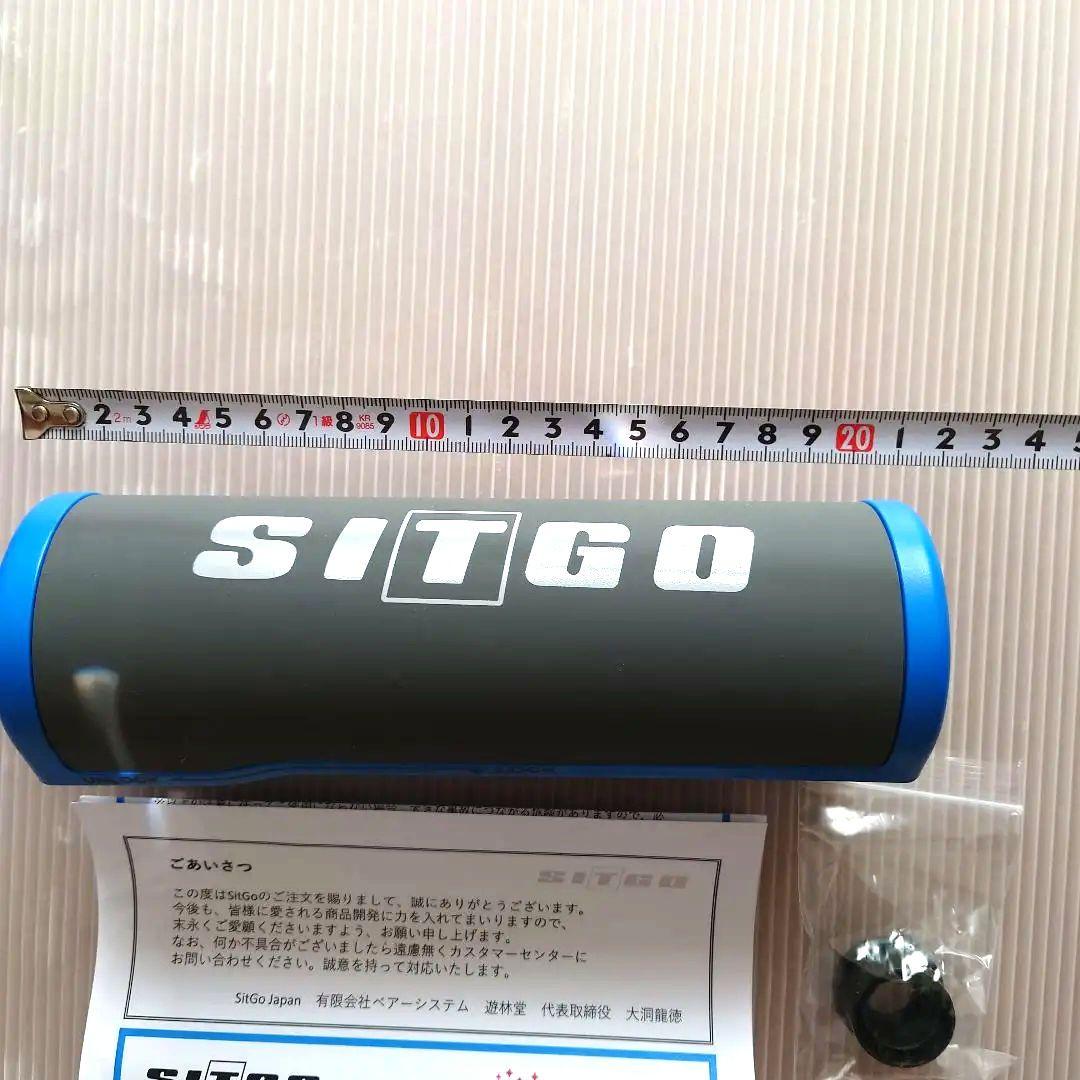 2 2m 3 4 5 6 7 1級 8 KR 9085 9 10 1 2 3 4 5 6 7 8 9 20 1 2 3 4 5
SITGO
UNLOCK LOCK
ごあいさつ
SITGO
この度はSitGoのご注文を賜りまして、誠にありがとうございます。
今後も、皆様に愛される商品開発に力を入れてまいりますので、
末永くご愛顧くださいますよう、お願い申し上げます。
なお、何か不具合がございましたら遠慮無くカスタマーセンターに
お問い合わせください。誠意を持って対応いたします。
SitGo Japan 有限会社ベアーシステム 遊林堂 代表取締役 大洞龍徳
SITGO